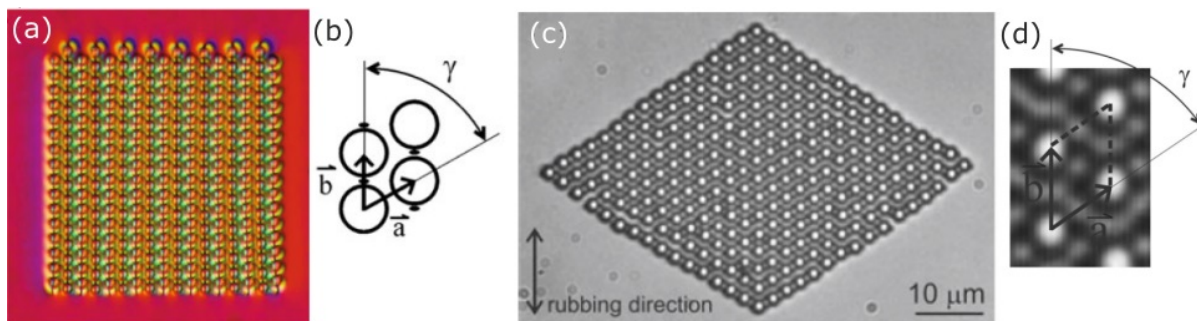 (a)
(b)
γ
b
a
(c)
rubbing direction
10 μm
(d)
γ
b
a